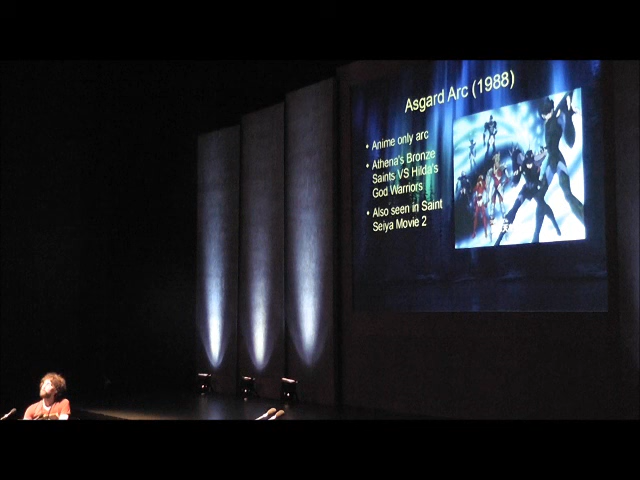 Asgard Arc (1988)
• Anime only arc
• Athena's Bronze
Saints VS Hilda's
God Warriors
• Also seen in Saint
Seiya Movie 2